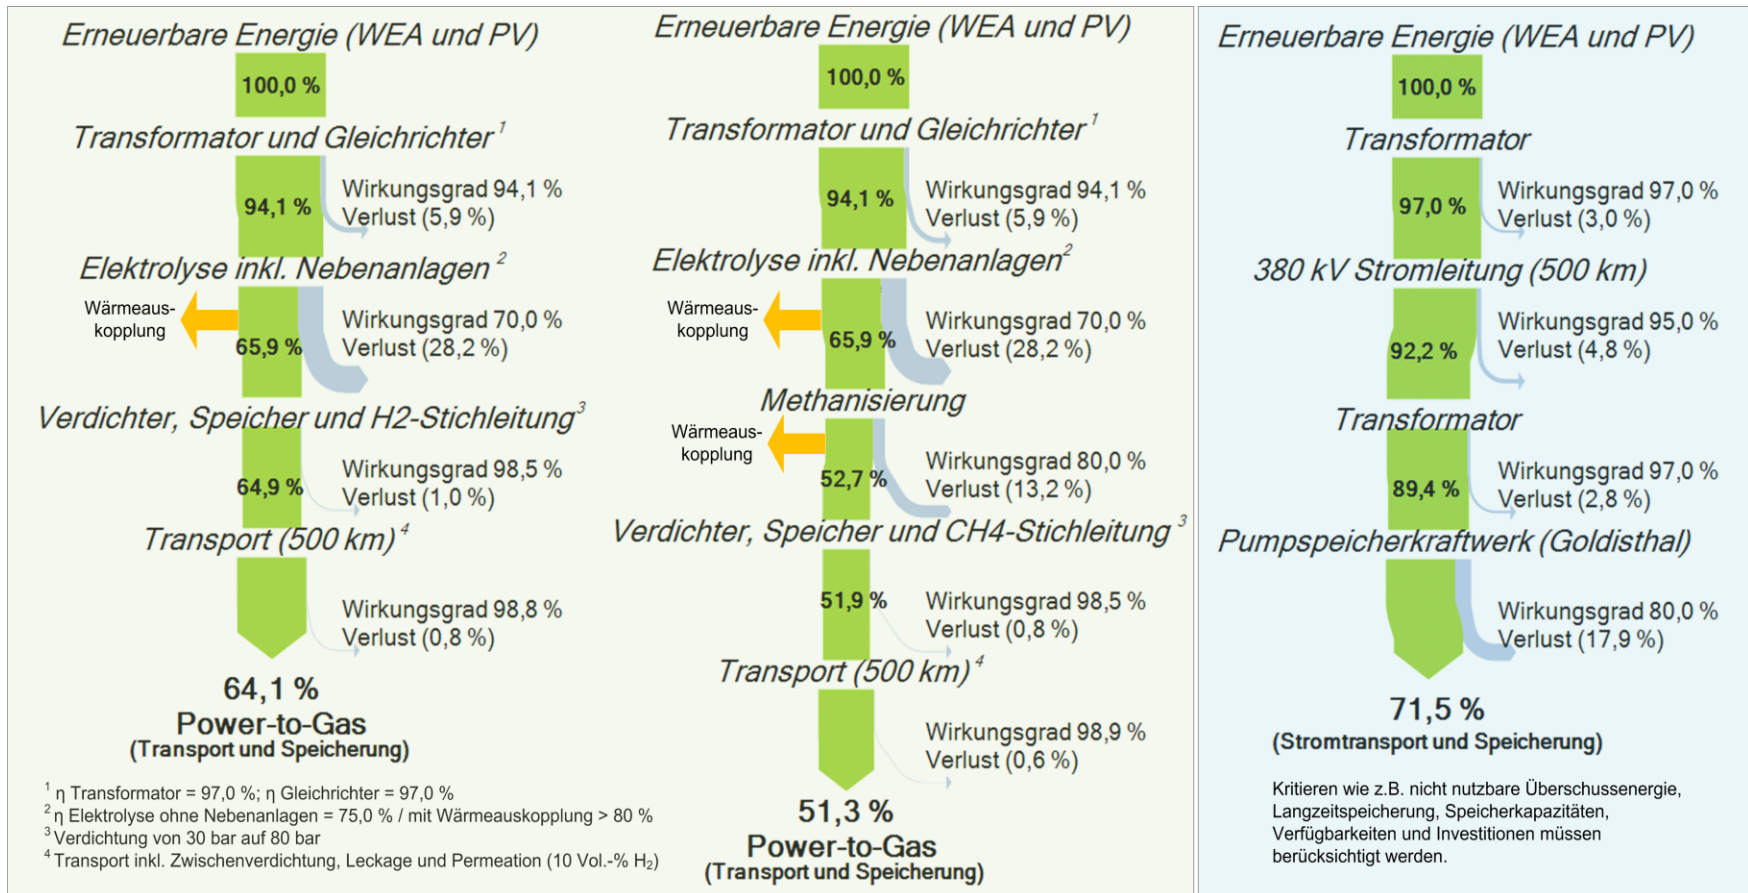 Erneuerbare Energie (WEA und PV)
100,0 %
Transformator und Gleichrichter 1
94,1 %
Wirkungsgrad 94,1 %
Verlust (5,9 %)
Elektrolyse inkl. Nebenanlagen 2
Wärmeaus-
kopplung
65,9 %
Wirkungsgrad 70,0 %
Verlust (28,2 %)
Verdichter, Speicher und H2-Stichleitung 3
64,9 %
Wirkungsgrad 98,5 %
Verlust (1,0 %)
Transport (500 km) 4
Wirkungsgrad 98,8 %
Verlust (0,8 %)
64,1 %
Power-to-Gas
(Transport und Speicherung)
1 η Transformator = 97,0 %; η Gleichrichter = 97,0 %
2 η Elektrolyse ohne Nebenanlagen = 75,0 % / mit Wärmeauskopplung > 80 %
3 Verdichtung von 30 bar auf 80 bar
4 Transport inkl. Zwischenverdichtung, Leckage und Permeation (10 Vol.-% H2)
Erneuerbare Energie (WEA und PV)
100,0 %
Transformator und Gleichrichter 1
94,1 %
Wirkungsgrad 94,1 %
Verlust (5,9 %)
Elektrolyse inkl. Nebenanlagen 2
Wärmeaus-
kopplung
65,9 %
Wirkungsgrad 70,0 %
Verlust (28,2 %)
Methanisierung
Wärmeaus-
kopplung
52,7 %
Wirkungsgrad 80,0 %
Verlust (13,2 %)
Verdichter, Speicher und CH4-Stichleitung 3
51,9 %
Wirkungsgrad 98,5 %
Verlust (0,8 %)
Transport (500 km) 4
Wirkungsgrad 98,9 %
Verlust (0,6 %)
51,3 %
Power-to-Gas
(Transport und Speicherung)
Erneuerbare Energie (WEA und PV)
100,0 %
Transformator
97,0 %
Wirkungsgrad 97,0 %
Verlust (3,0 %)
380 kV Stromleitung (500 km)
92,2 %
Wirkungsgrad 95,0 %
Verlust (4,8 %)
Transformator
89,4 %
Wirkungsgrad 97,0 %
Verlust (2,8 %)
Pumpspeicherkraftwerk (Goldisthal)
Wirkungsgrad 80,0 %
Verlust (17,9 %)
71,5 %
(Stromtransport und Speicherung)
Kritieren wie z.B. nicht nutzbare Überschussenergie,
Langzeitspeicherung, Speicherkapazitäten,
Verfügbarkeiten und Investitionen müssen
berücksichtigt werden.